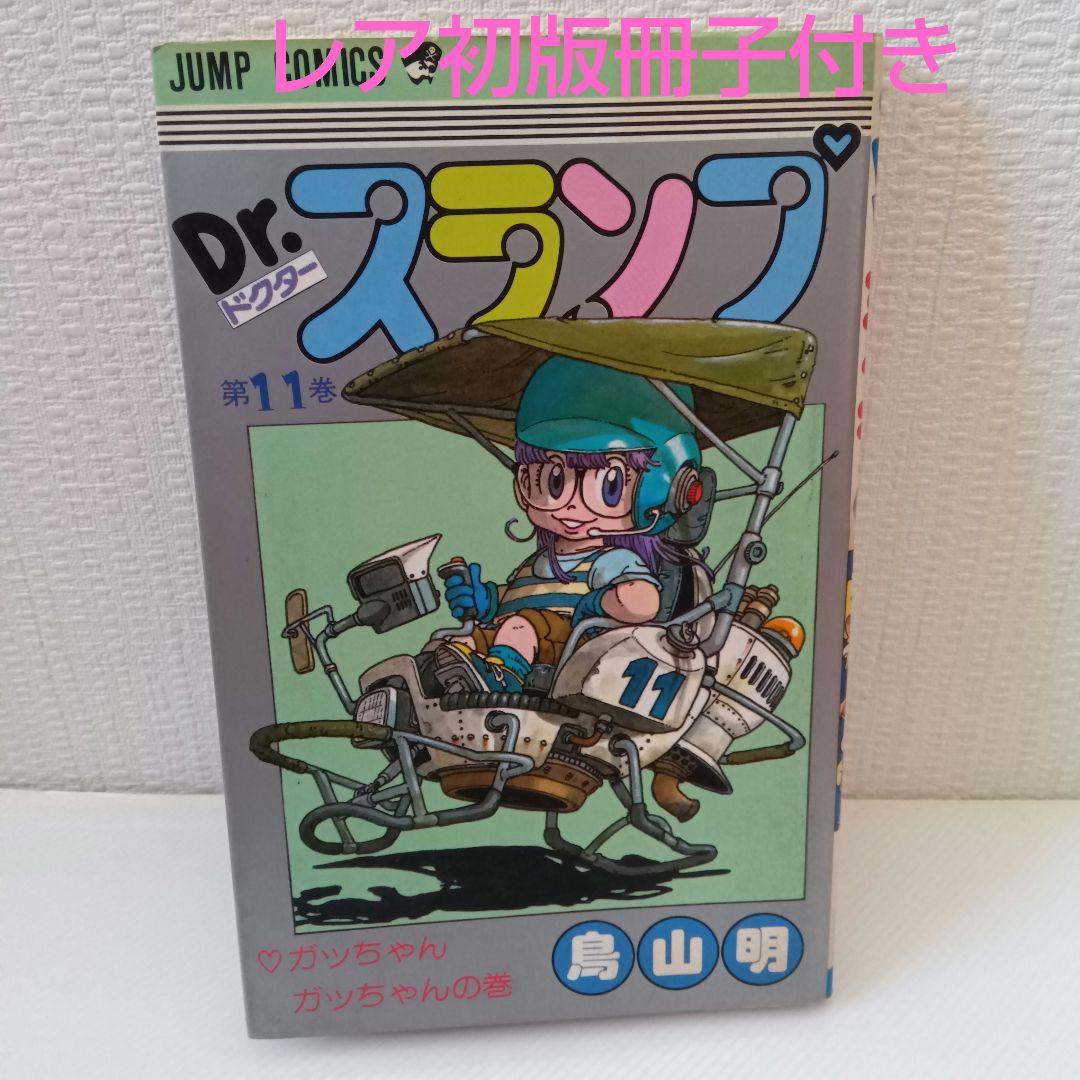 レア初版冊子付き
JUMP COMICS
Dr.スランプ
ドクター
第11巻
11
♡ガッちゃん
ガッちゃんの巻
鳥山明